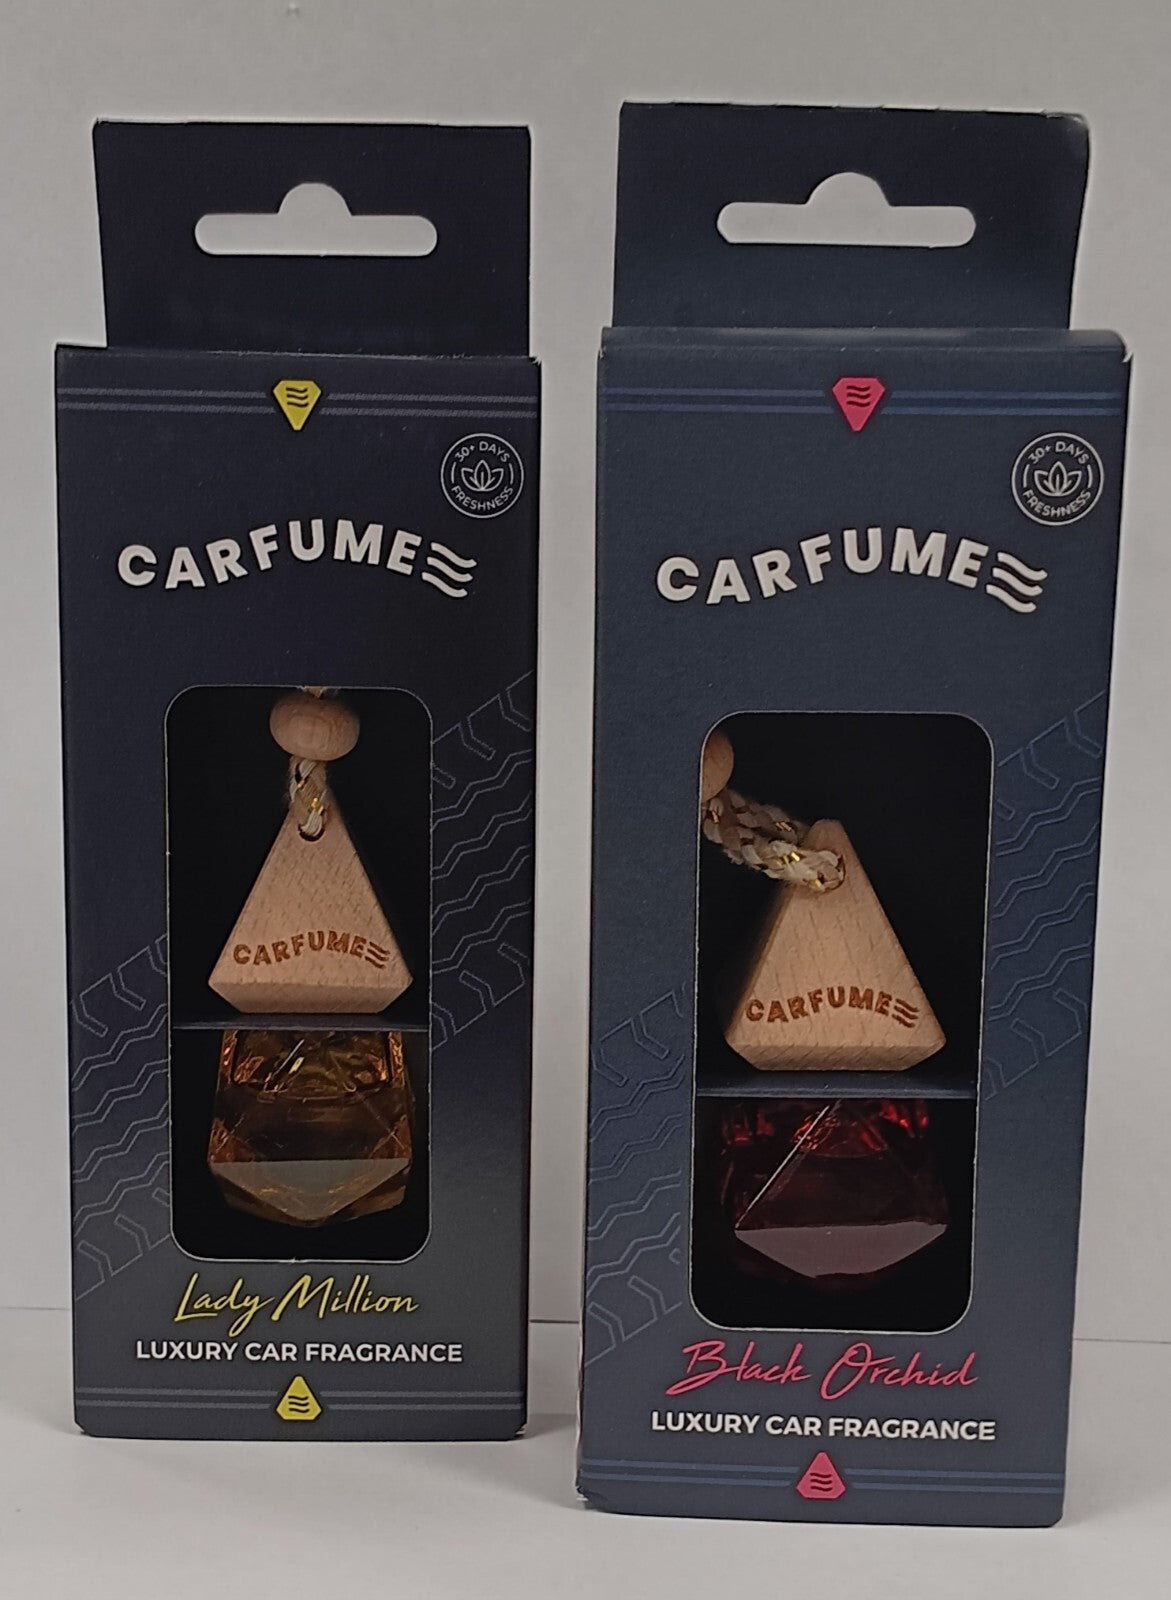 30+ DAYS
FRESHNESS
CARFUME
CARFUME
Lady Million
LUXURY CAR FRAGRANCE
30+ DAYS
FRESHNESS
CARFUME
CARFUME
Black Orchid
LUXURY CAR FRAGRANCE